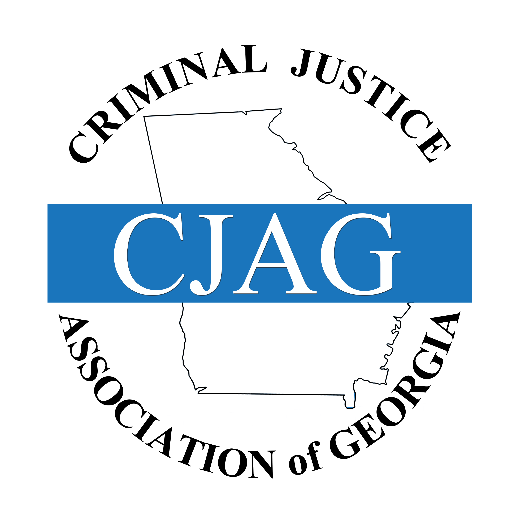 CRIMINAL JUSTICE
CJAG
ASSOCIATION of GEORGIA